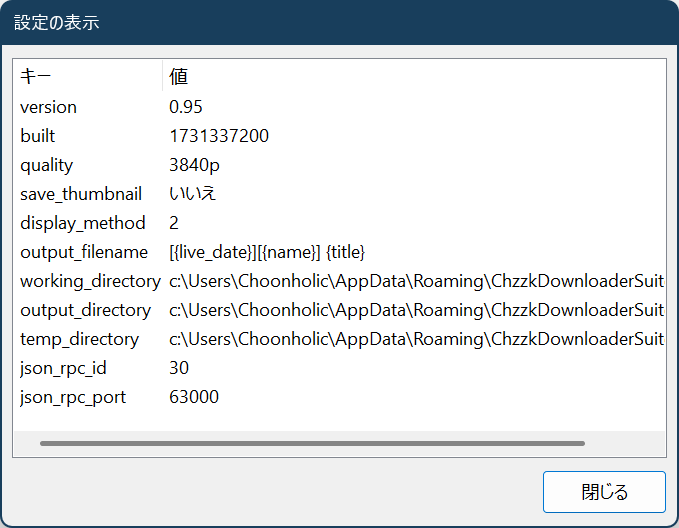 設定の表示
キー 値
version 0.95
built 1731337200
quality 3840p
save_thumbnail いいえ
display_method 2
output_filename [{live_date}][{name}] {title}
working_directory c:\Users\Choonholic\AppData\Roaming\ChzzkDownloaderSuit
output_directory c:\Users\Choonholic\AppData\Roaming\ChzzkDownloaderSuit
temp_directory c:\Users\Choonholic\AppData\Roaming\ChzzkDownloaderSuit
json_rpc_id 30
json_rpc_port 63000
閉じる